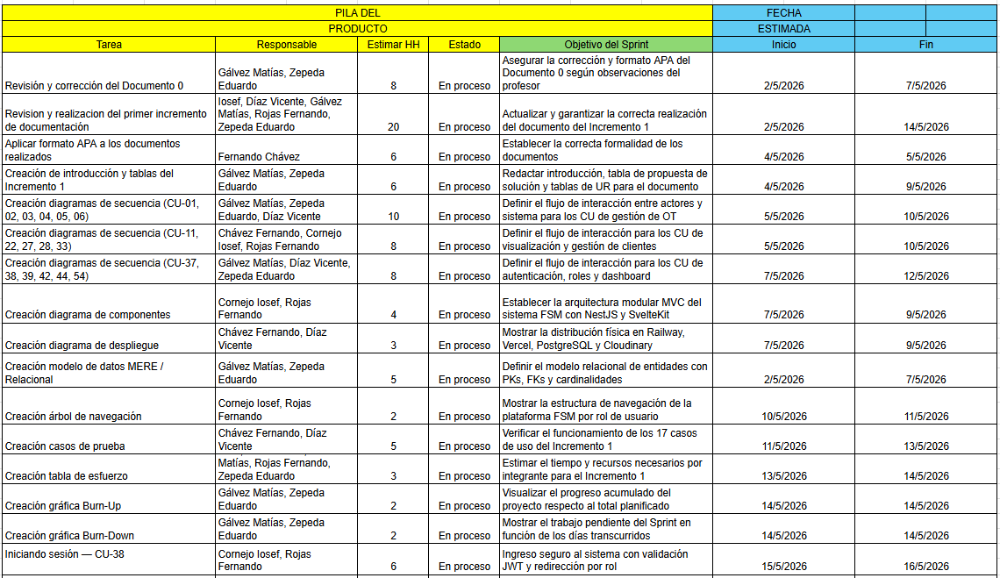 PILA DEL FECHA
PRODUCTO ESTIMADA
Tarea Responsable Estimar HH Estado Objetivo del Sprint Inicio Fin
Revisión y corrección del Documento 0
Gálvez Matías, Zepeda
Eduardo
8
En proceso
Asegurar la corrección y formato APA del
Documento 0 según observaciones del
profesor
2/5/2026
7/5/2026
Revision y realizacion del primer incremento
de documentación
Iosef, Díaz Vicente, Gálvez
Matías, Rojas Fernando,
Zepeda Eduardo
20
En proceso
Actualizar y garantizar la correcta realización
del documento del Incremento 1
2/5/2026
14/5/2026
Aplicar formato APA a los documentos
realizados
Fernando Chávez
6
En proceso
Establecer la correcta formalidad de los
documentos
4/5/2026
5/5/2026
Creación de introducción y tablas del
Incremento 1
Gálvez Matías, Zepeda
Eduardo
6
En proceso
Redactar introducción, tabla de propuesta de
solución y tablas de UR para el documento
4/5/2026
9/5/2026
Creación diagramas de secuencia (CU-01,
02, 03, 04, 05, 06)
Gálvez Matías, Zepeda
Eduardo, Díaz Vicente
10
En proceso
Definir el flujo de interacción entre actores y
sistema para los CU de gestión de OT
5/5/2026
10/5/2026
Creación diagramas de secuencia (CU-11,
22, 27, 28, 33)
Chávez Fernando, Cornejo
Iosef, Rojas Fernando
8
En proceso
Definir el flujo de interacción para los CU de
visualización y gestión de clientes
5/5/2026
10/5/2026
Creación diagramas de secuencia (CU-37,
38, 39, 42, 44, 54)
Gálvez Matías, Díaz Vicente,
Zepeda Eduardo
8
En proceso
Definir el flujo de interacción para los CU de
autenticación, roles y dashboard
7/5/2026
12/5/2026
Creación diagrama de componentes
Cornejo Iosef, Rojas
Fernando
4
En proceso
Establecer la arquitectura modular MVC del
sistema FSM con NestJS y SvelteKit
7/5/2026
9/5/2026
Creación diagrama de despliegue
Chávez Fernando, Díaz
Vicente
3
En proceso
Mostrar la distribución física en Railway,
Vercel, PostgreSQL y Cloudinary
7/5/2026
9/5/2026
Creación modelo de datos MERE /
Relacional
Gálvez Matías, Zepeda
Eduardo
5
En proceso
Definir el modelo relacional de entidades con
PKs, FKs y cardinalidades
2/5/2026
7/5/2026
Creación árbol de navegación
Cornejo Iosef, Rojas
Fernando
2
En proceso
Mostrar la estructura de navegación de la
plataforma FSM por rol de usuario
10/5/2026
11/5/2026
Creación casos de prueba
Chávez Fernando, Díaz
Vicente
5
En proceso
Verificar el funcionamiento de los 17 casos
de uso del Incremento 1
11/5/2026
13/5/2026
Creación tabla de esfuerzo
Matías, Rojas Fernando,
Zepeda Eduardo
3
En proceso
Estimar el tiempo y recursos necesarios por
integrante para el Incremento 1
13/5/2026
14/5/2026
Creación gráfica Burn-Up
Gálvez Matías, Zepeda
Eduardo
2
En proceso
Visualizar el progreso acumulado del
proyecto respecto al total planificado
14/5/2026
14/5/2026
Creación gráfica Burn-Down
Gálvez Matías, Zepeda
Eduardo
2
En proceso
Mostrar el trabajo pendiente del Sprint en
función de los días transcurridos
14/5/2026
14/5/2026
Iniciando sesión — CU-38
Cornejo Iosef, Rojas
Fernando
6
En proceso
Ingreso seguro al sistema con validación
JWT y redirección por rol
15/5/2026
16/5/2026